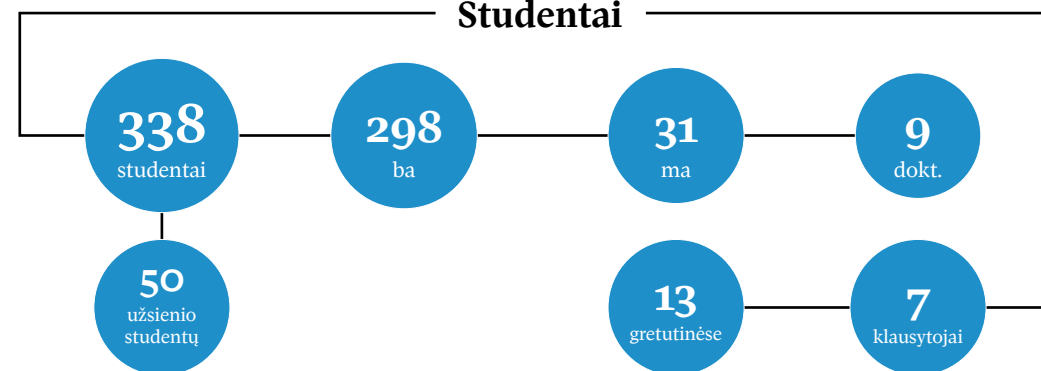 Studentai
338
studentai
298
ba
31
ma
9
dokt.
50
užsienio
studentų
13
gretutinėse
7
klausytojai